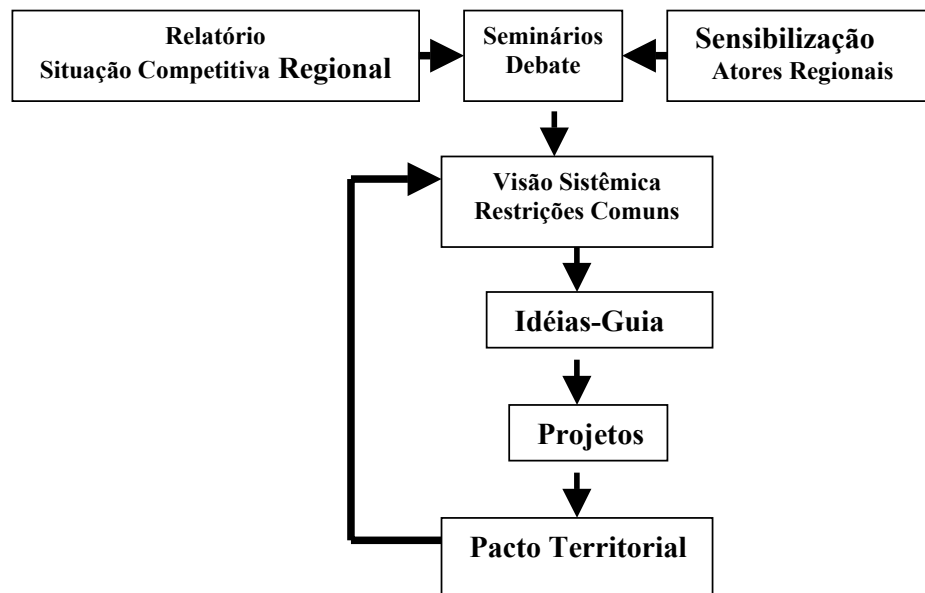 Relatório
Situação Competitiva Regional
Seminários
Debate
Sensibilização
Atores Regionais
Visão Sistêmica
Restrições Comuns
Idéias-Guia
Projetos
Pacto Territorial